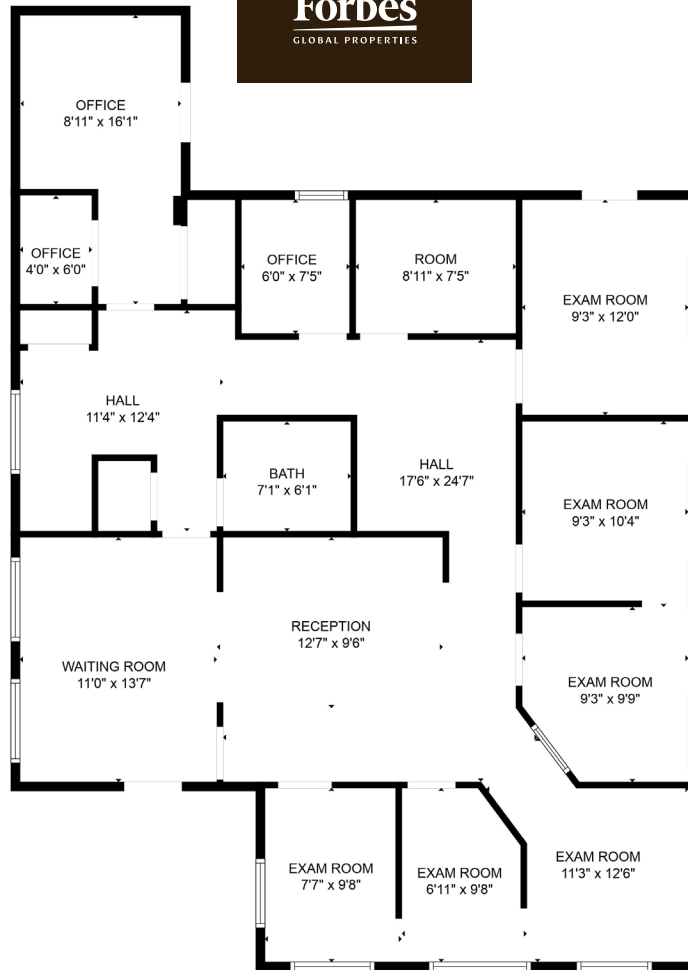 Forbes
GLOBAL PROPERTIES
OFFICE
8'11" x 16'1"
OFFICE
4'0" x 6'0"
OFFICE
6'0" x 7'5"
ROOM
8'11" x 7'5"
EXAM ROOM
9'3" x 12'0"
HALL
11'4" x 12'4"
BATH
7'1" x 6'1"
HALL
17'6" x 24'7"
EXAM ROOM
9'3" x 10'4"
RECEPTION
12'7" x 9'6"
WAITING ROOM
11'0" x 13'7"
EXAM ROOM
9'3" x 9'9"
EXAM ROOM
7'7" x 9'8"
EXAM ROOM
6'11" x 9'8"
EXAM ROOM
11'3" x 12'6"